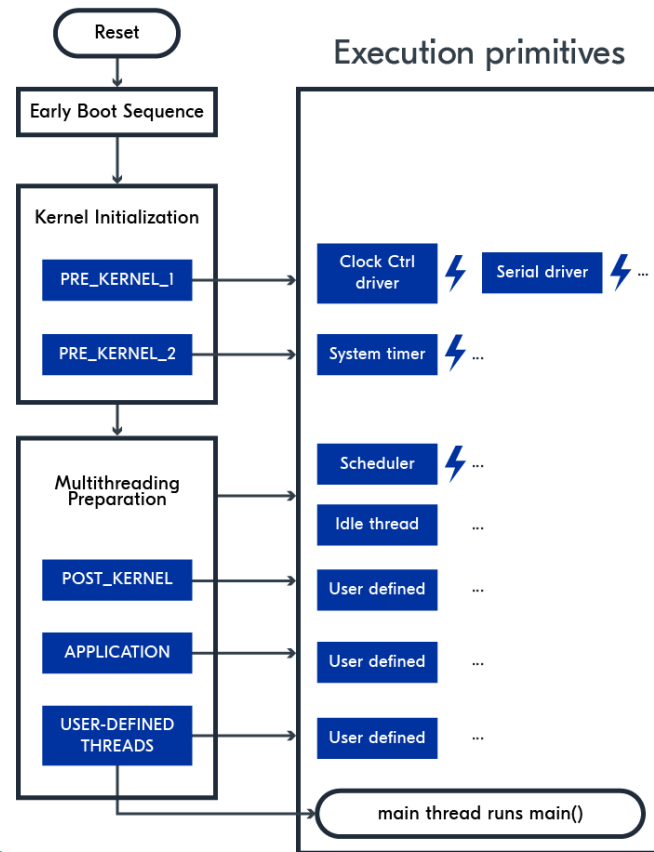 Reset
Execution primitives
Early Boot Sequence
Kernel Initialization
PRE_KERNEL_1
Clock Ctrl
driver
Serial driver
...
PRE_KERNEL_2
System timer
...
Multithreading
Preparation
Scheduler
...
Idle thread
...
POST_KERNEL
User defined
...
APPLICATION
User defined
...
USER-DEFINED
THREADS
User defined
...
main thread runs main()